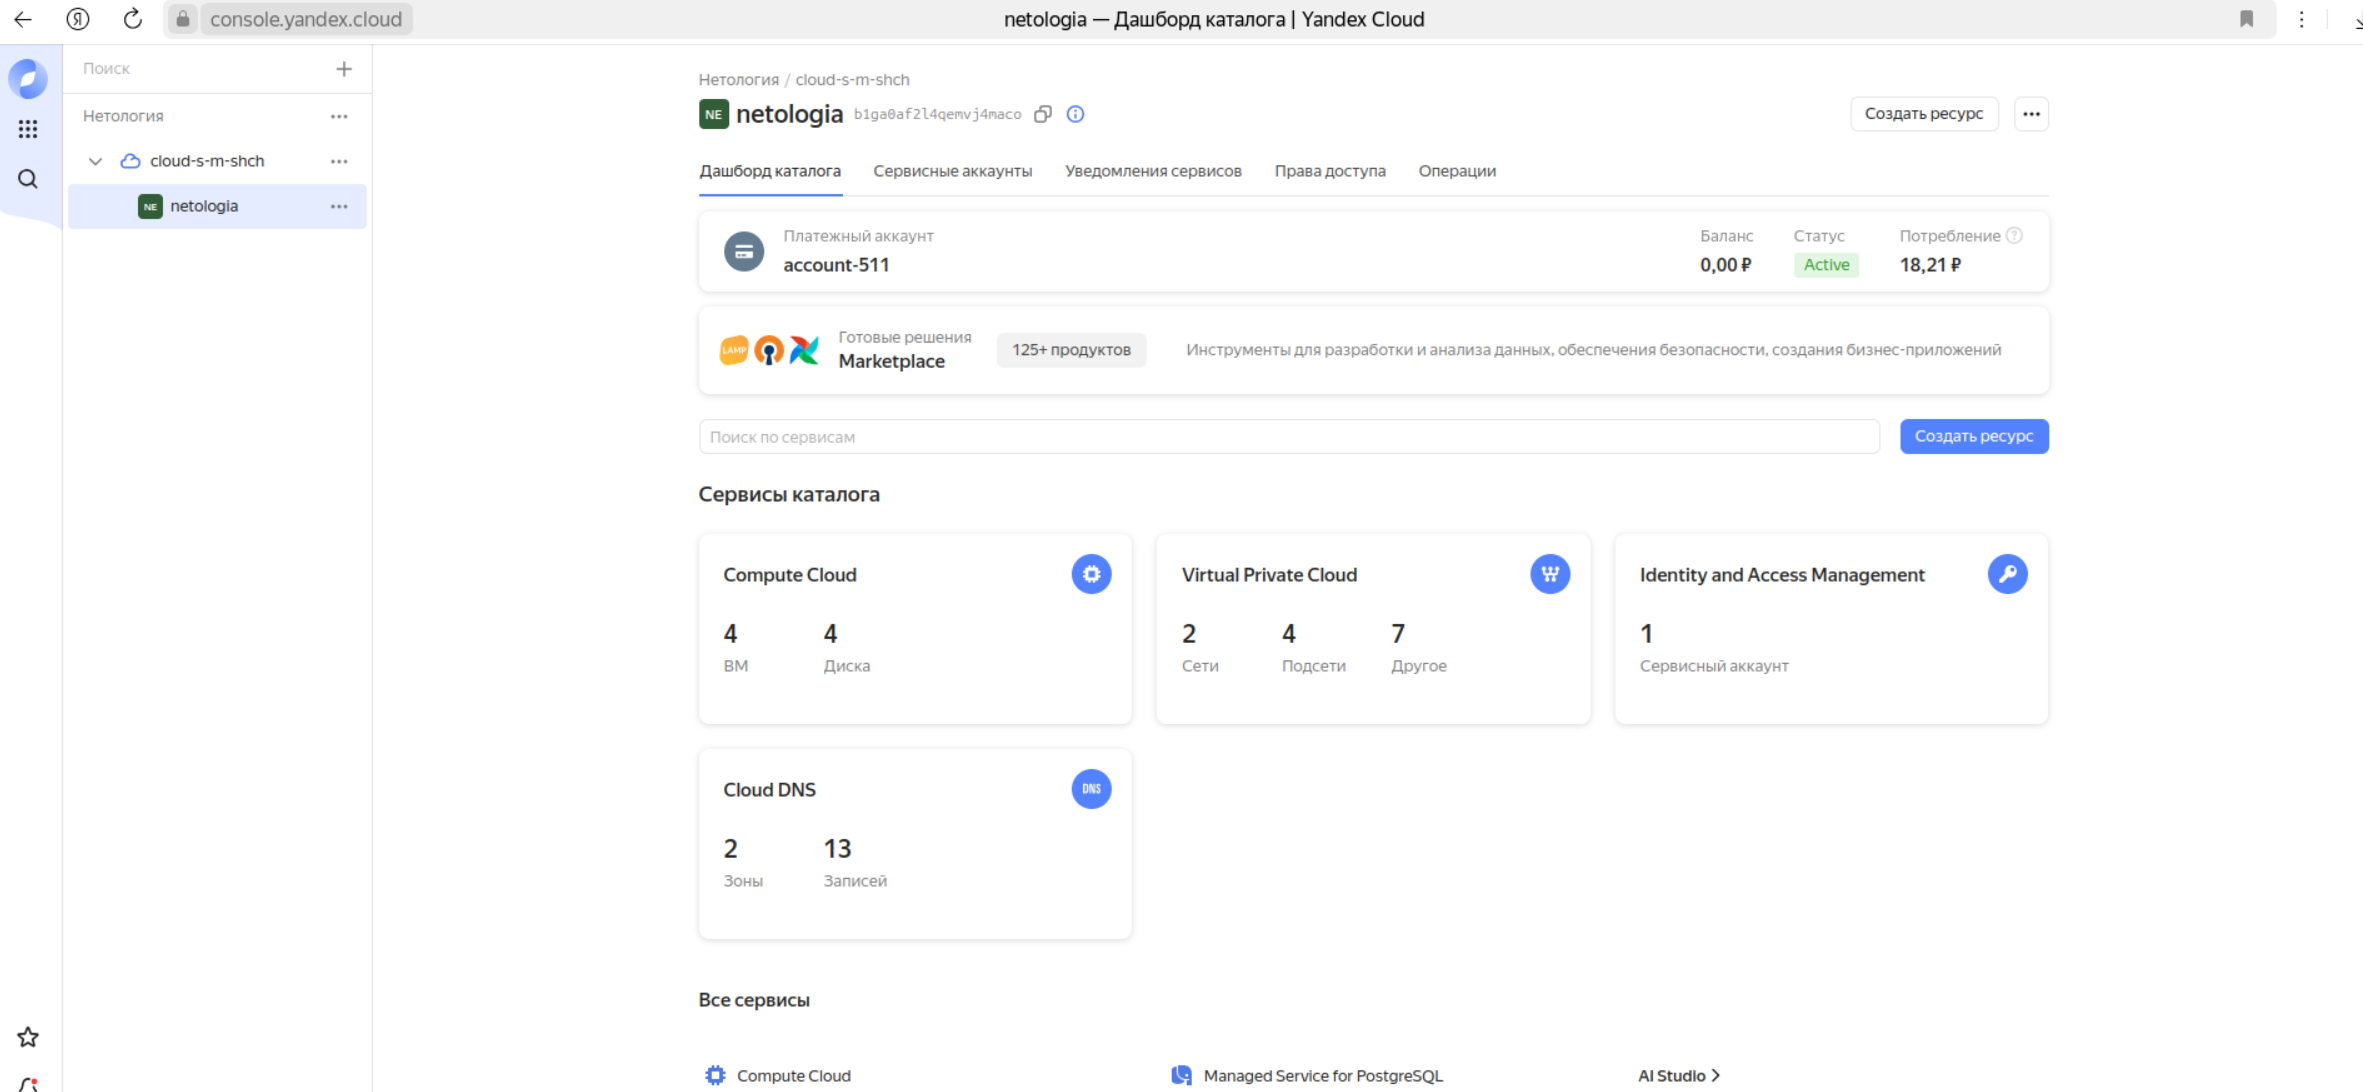 console.yandex.cloud
netologia — Дашборд каталога | Yandex Cloud
Поиск
Нетология
cloud-s-m-shch
NE netologia
Нетология / cloud-s-m-shch
NE netologia b1ga0af2l4qemvj4maco
Создать ресурс
Дашборд каталога Сервисные аккаунты Уведомления сервисов Права доступа Операции
Платежный аккаунт
account-511
Баланс Статус Потребление
0,00 ₽ Active 18,21 ₽
LAMP
Готовые решения
Marketplace
125+ продуктов
Инструменты для разработки и анализа данных, обеспечения безопасности, создания бизнес-приложений
Поиск по сервисам
Создать ресурс
Сервисы каталога
Compute Cloud
4 4
ВМ Диска
Virtual Private Cloud
2 4 7
Сети Подсети Другое
Identity and Access Management
1
Сервисный аккаунт
Cloud DNS
DNS
2 13
Зоны Записей
Все сервисы
Compute Cloud
Managed Service for PostgreSQL
AI Studio